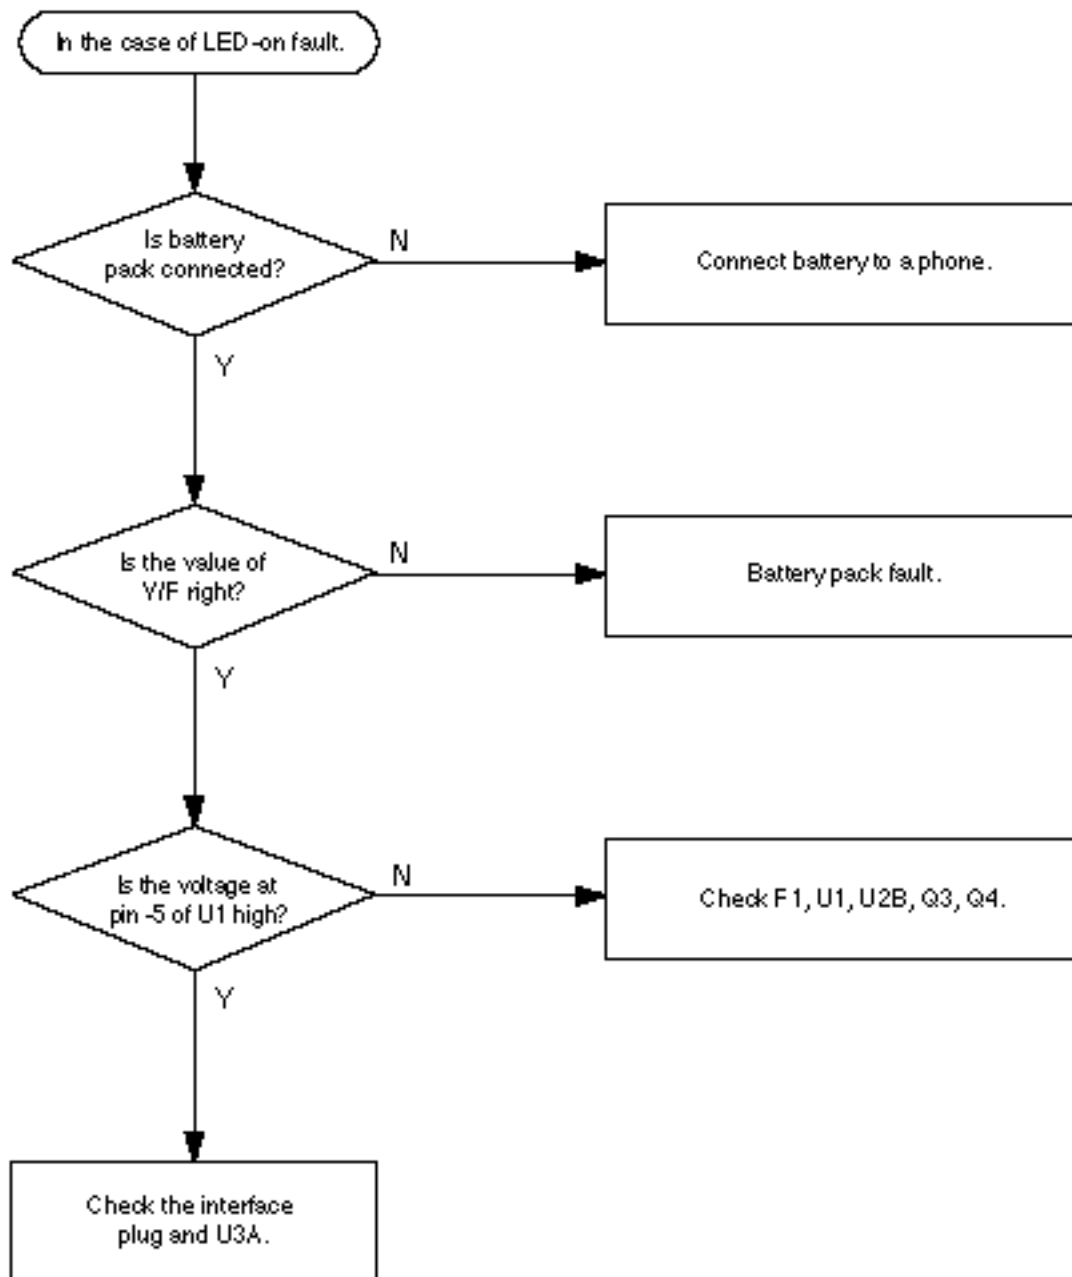 In the case of LED-on fault.
Is battery
pack connected?
N
Connect battery to a phone.
Y
Is the value of
V/F right?
N
Battery pack fault.
Y
Is the voltage at
pin -5 of U1 high?
N
Check F1, U1, U2B, Q3, Q4.
Y
Check the interface
plug and U3A.